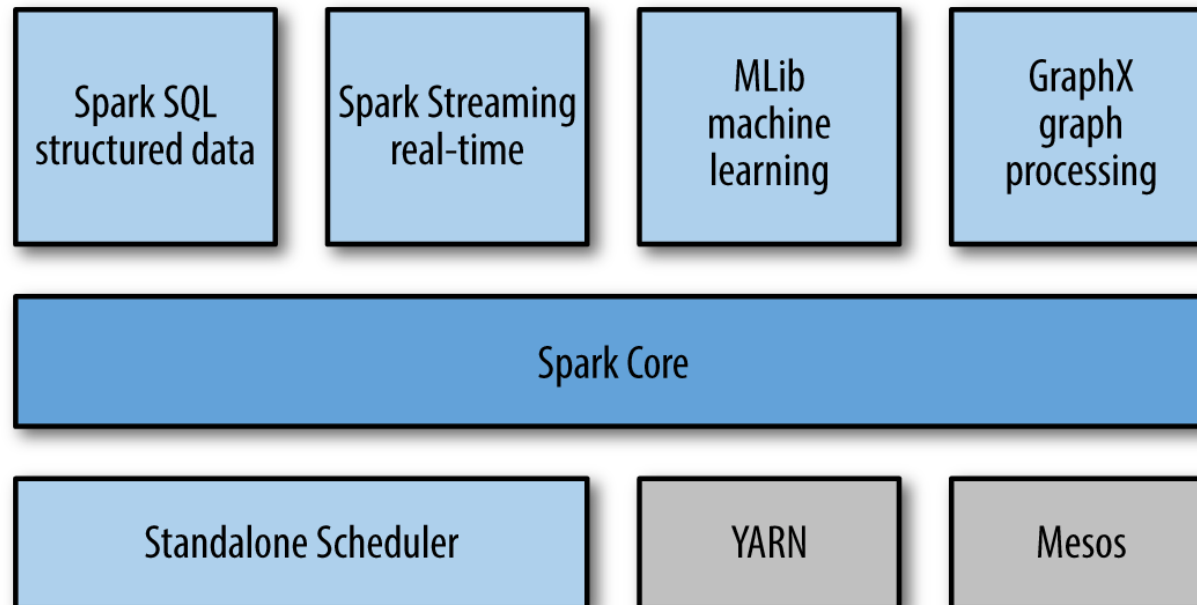 Spark SQL
structured data
Spark Streaming
real-time
MLib
machine
learning
GraphX
graph
processing
Spark Core
Standalone Scheduler
YARN
Mesos